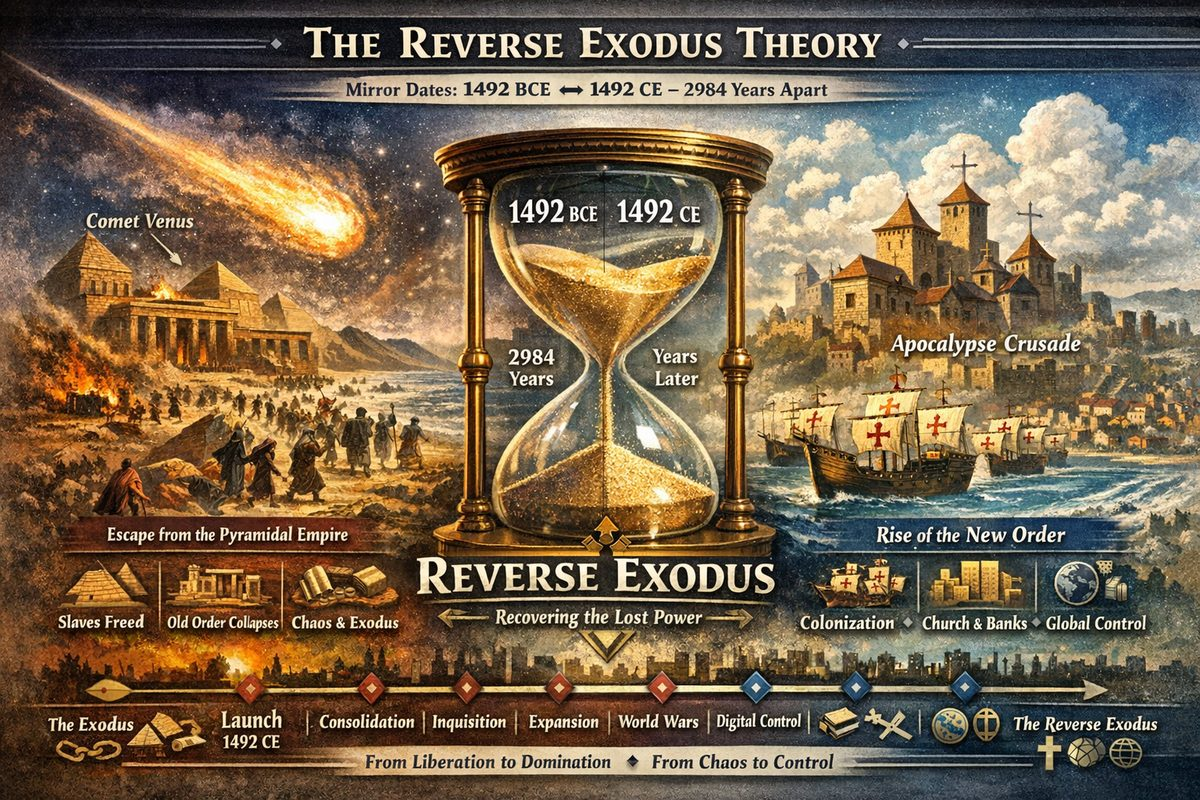 The Reverse Exodus Theory
Mirror Dates: 1492 BCE ↔ 1492 CE – 2984 Years Apart
Comet Venus
1492 BCE
1492 CE
2984 Years
Years Later
Apocalypse Crusade
Escape from the Pyramidal Empire
Rise of the New Order
Slaves Freed
Old Order Collapses
Chaos & Exodus
Reverse Exodus
Recovering the Lost Power
Colonization
Church & Banks
Global Control
The Exodus
Launch
1492 CE
Consolidation
Inquisition
Expansion
World Wars
Digital Control
The Reverse Exodus
From Liberation to Domination ◆ From Chaos to Control